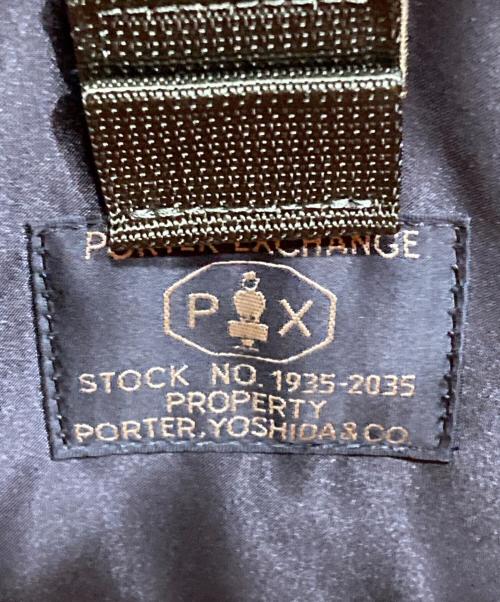 PORTER EXCHANGE
P X
STOCK NO. 1935-2035
PROPERTY
PORTER, YOSHIDA & CO.